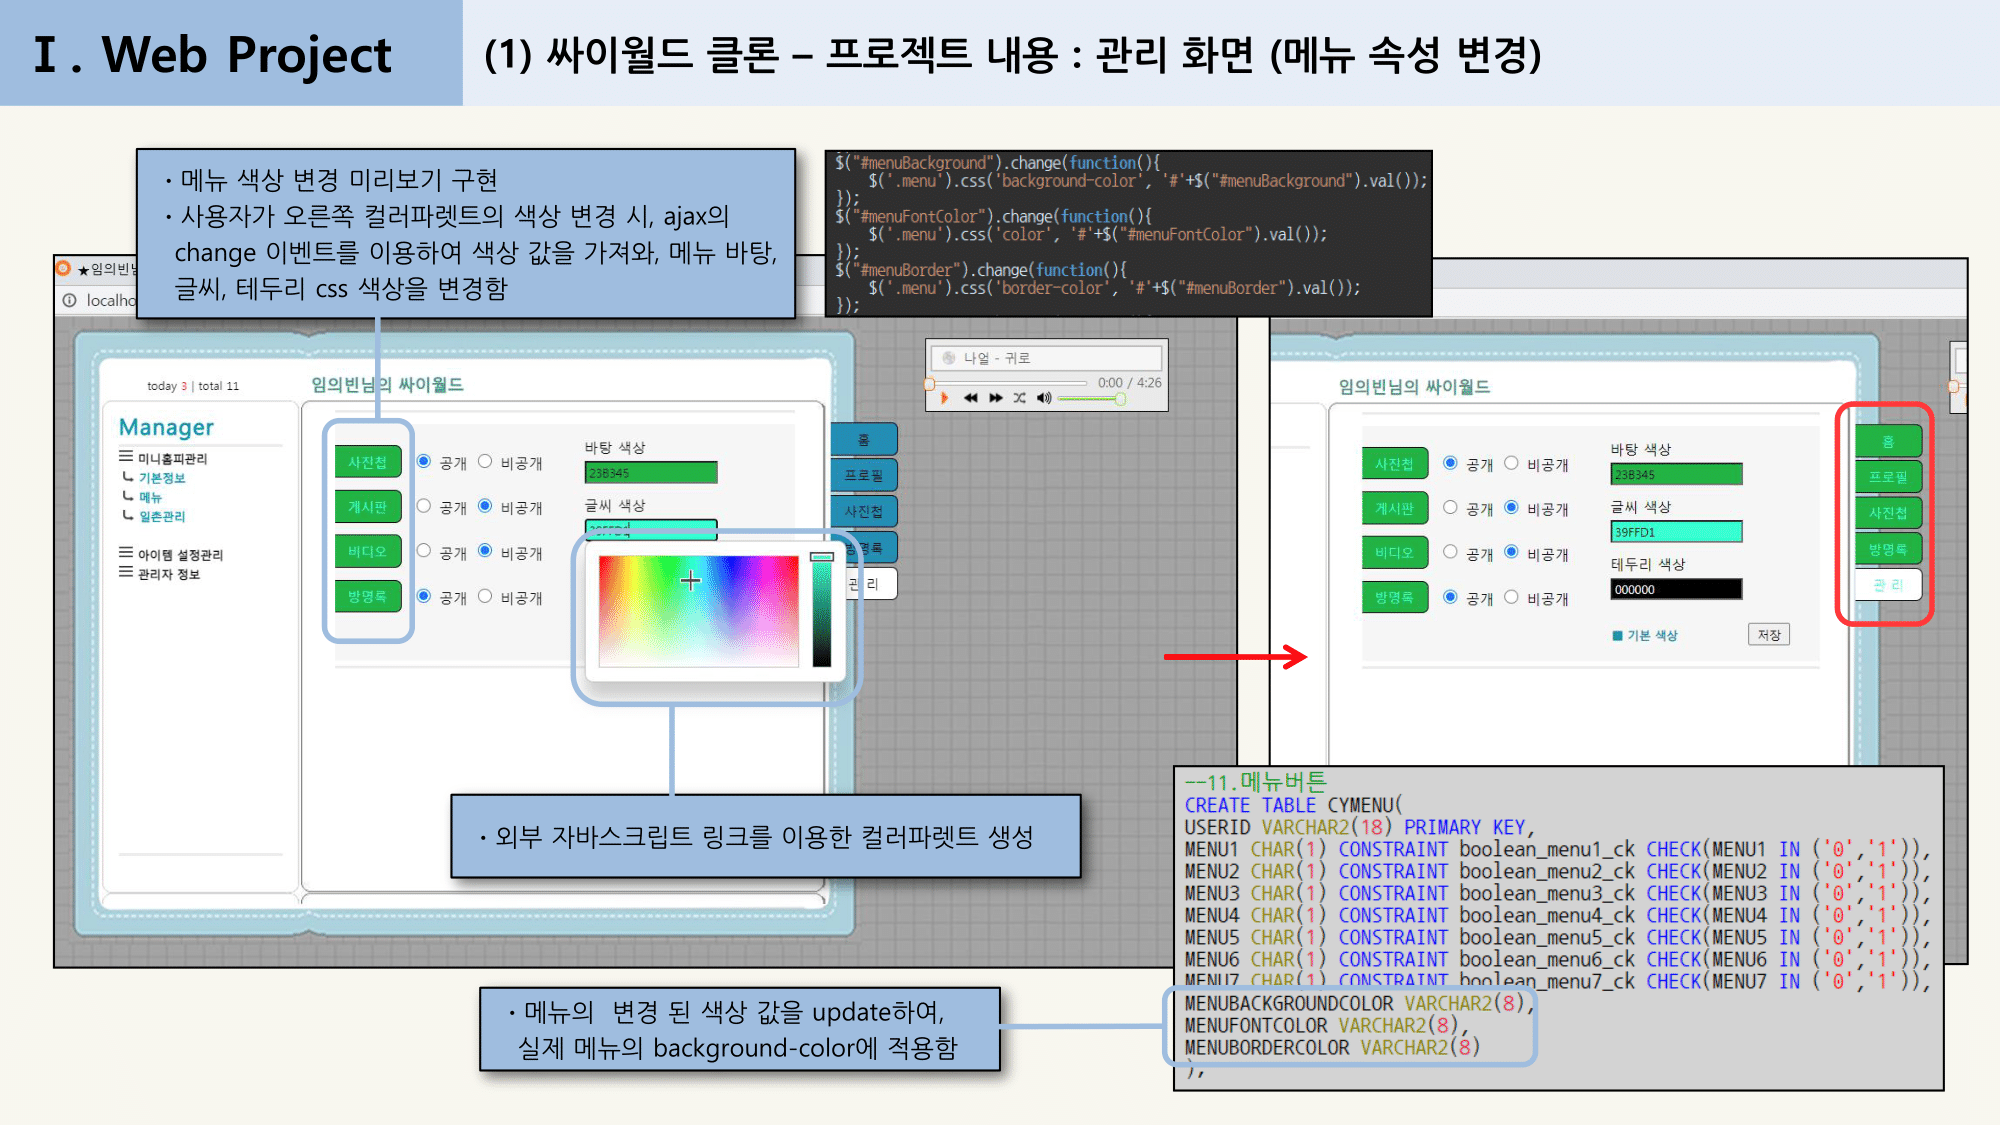 Ⅰ. Web Project
(1) 싸이월드 클론 – 프로젝트 내용 : 관리 화면 (메뉴 속성 변경)
· 메뉴 색상 변경 미리보기 구현
· 사용자가 오른쪽 컬러파렛트의 색상 변경 시, ajax의
change 이벤트를 이용하여 색상 값을 가져와, 메뉴 바탕,
글씨, 테두리 css 색상을 변경함
$("#menuBackground").change(function(){
$('.menu').css('background-color', '#'+$("#menuBackground").val());
});
$("#menuFontColor").change(function(){
$('.menu').css('color', '#'+$("#menuFontColor").val());
});
$("#menuBorder").change(function(){
$('.menu').css('border-color', '#'+$("#menuBorder").val());
});
★임의빈님
localho
today 3 | total 11
임의빈님의 싸이월드
Manager
미니홈피관리
기본정보
메뉴
일촌관리
아이템 설정관리
관리자 정보
사진첩 공개 비공개
게시판 공개 비공개
비디오 공개 비공개
방명록 공개 비공개
바탕 색상
23B345
글씨 색상
홈
프로필
사진첩
방명록
관 리
나얼 - 귀로
0:00 / 4:26
임의빈님의 싸이월드
사진첩 공개 비공개
게시판 공개 비공개
비디오 공개 비공개
방명록 공개 비공개
바탕 색상
23B345
글씨 색상
39FFD1
테두리 색상
000000
■ 기본 색상
저장
홈
프로필
사진첩
방명록
관 리
· 외부 자바스크립트 링크를 이용한 컬러파렛트 생성
--11.메뉴버튼
CREATE TABLE CYMENU(
USERID VARCHAR2(18) PRIMARY KEY,
MENU1 CHAR(1) CONSTRAINT boolean_menu1_ck CHECK(MENU1 IN ('0','1')),
MENU2 CHAR(1) CONSTRAINT boolean_menu2_ck CHECK(MENU2 IN ('0','1')),
MENU3 CHAR(1) CONSTRAINT boolean_menu3_ck CHECK(MENU3 IN ('0','1')),
MENU4 CHAR(1) CONSTRAINT boolean_menu4_ck CHECK(MENU4 IN ('0','1')),
MENU5 CHAR(1) CONSTRAINT boolean_menu5_ck CHECK(MENU5 IN ('0','1')),
MENU6 CHAR(1) CONSTRAINT boolean_menu6_ck CHECK(MENU6 IN ('0','1')),
MENU7 CHAR(1) CONSTRAINT boolean_menu7_ck CHECK(MENU7 IN ('0','1')),
MENUBACKGROUNDCOLOR VARCHAR2(8),
MENUFONTCOLOR VARCHAR2(8),
MENUBORDERCOLOR VARCHAR2(8)
);
· 메뉴의 변경 된 색상 값을 update하여,
실제 메뉴의 background-color에 적용함